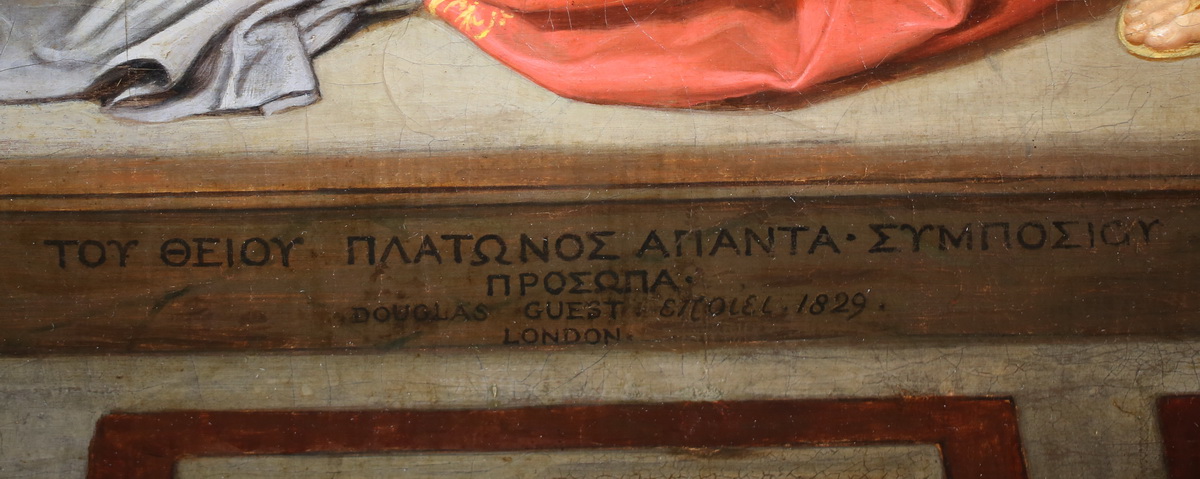 ΤΟΥ ΘΕΙΟΥ ΠΛΑΤΩΝΟΣ ΑΠΑΝΤΑ· ΣΥΜΠΟΣΙΟΥ
ΠΡΟΣΩΠΑ·
DOUGLAS GUEST· εποιει, 1829.
LONDON.